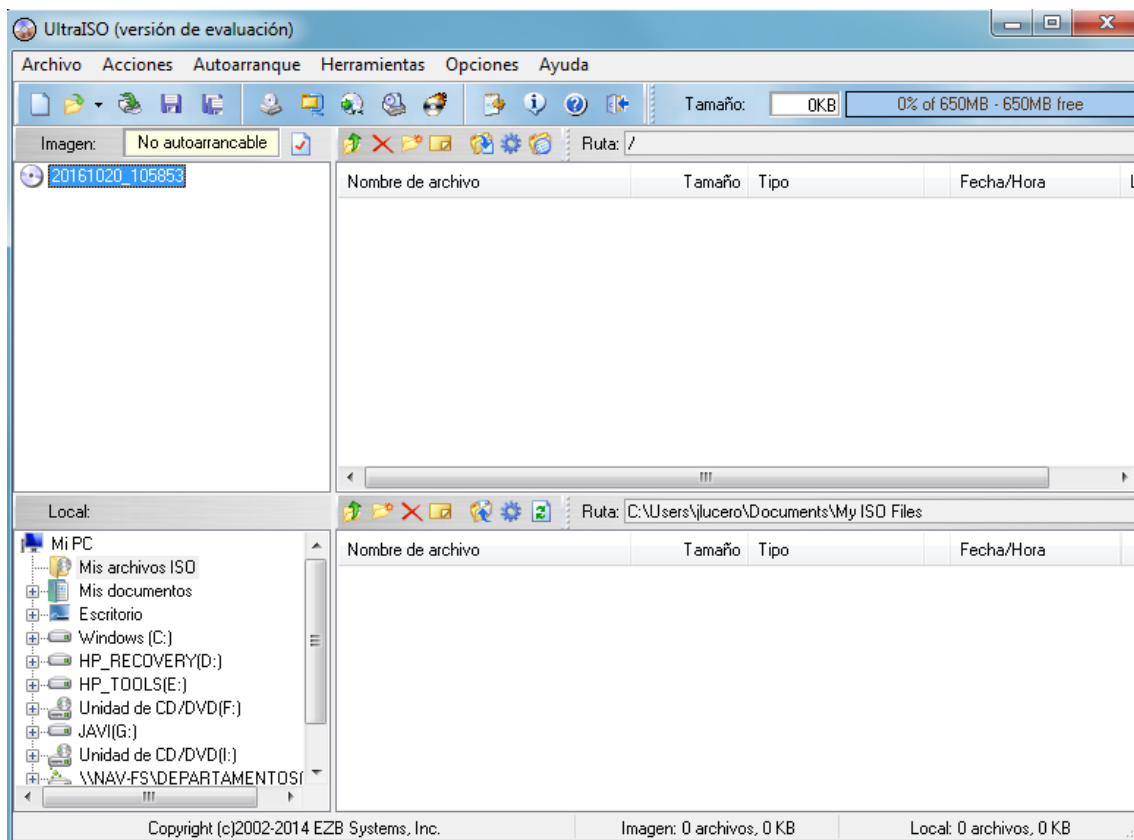 UltraISO (versión de evaluación)
Archivo Acciones Autoarranque Herramientas Opciones Ayuda
Tamaño: 0KB 0% of 650MB - 650MB free
Imagen: No autoarrancable Ruta: /
20161020_105853
Nombre de archivo Tamaño Tipo Fecha/Hora L
Local: Ruta: C:\Users\jlucero\Documents\My ISO Files
Mi PC
Nombre de archivo Tamaño Tipo Fecha/Hora
Mis archivos ISO
Mis documentos
Escritorio
Windows (C:)
HP_RECOVERY(D:)
HP_TOOLS(E:)
Unidad de CD/DVD(F:)
JAVI(G:)
Unidad de CD/DVD(I:)
\\NAV-FS\DEPARTAMENTOS(
Copyright (c)2002-2014 EZB Systems, Inc. Imagen: 0 archivos, 0 KB Local: 0 archivos, 0 KB